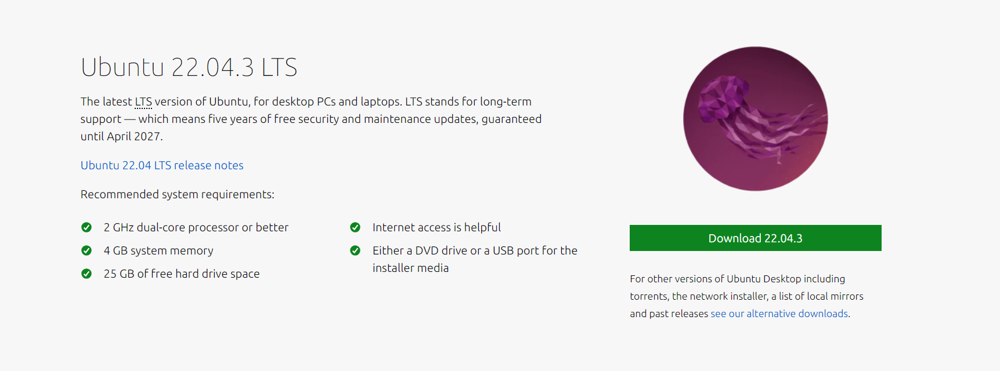 Ubuntu 22.04.3 LTS
The latest LTS version of Ubuntu, for desktop PCs and laptops. LTS stands for long-term
support — which means five years of free security and maintenance updates, guaranteed
until April 2027.
Ubuntu 22.04 LTS release notes
Recommended system requirements:
2 GHz dual-core processor or better
4 GB system memory
25 GB of free hard drive space
Internet access is helpful
Either a DVD drive or a USB port for the
installer media
Download 22.04.3
For other versions of Ubuntu Desktop including
torrents, the network installer, a list of local mirrors
and past releases see our alternative downloads.